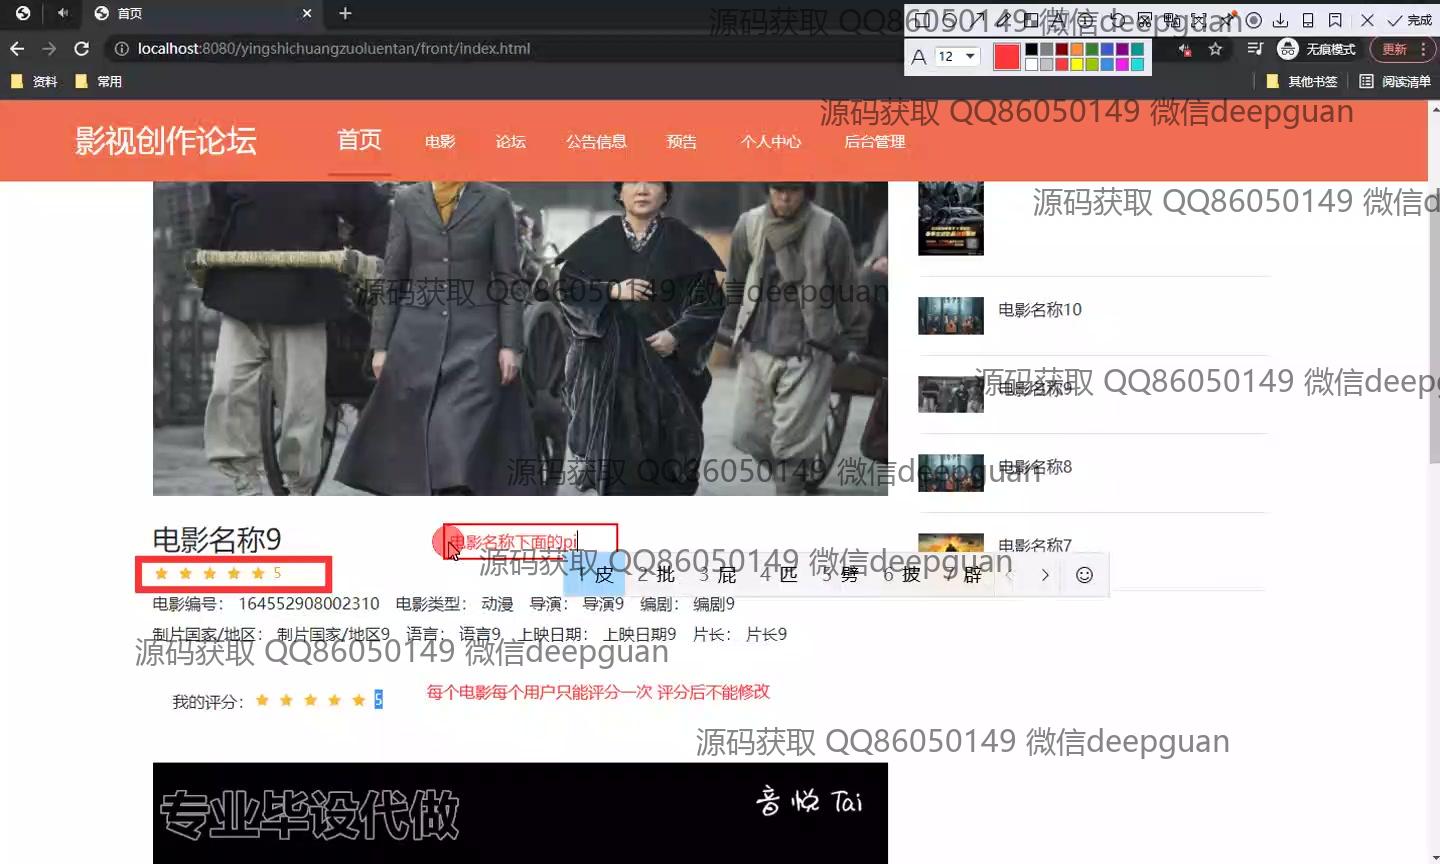 首页
源码获取 QQ86050149 微信deepguan
完成
localhost:8080/yingshichuangzuoluentan/front/index.html
A 12
无痕模式
更新
资料 常用
其他书签 阅读清单
源码获取 QQ86050149 微信deepguan
影视创作论坛 首页 电影 论坛 公告信息 预告 个人中心 后台管理
源码获取 QQ86050149 微信d
源码获取 QQ86050149 微信deepguan
电影名称10
源码获取 QQ86050149 微信deepg
电影名称9
源码获取 QQ86050149 微信deepguan
电影名称8
电影名称9
电影名称下面的pi
电影名称7
源码获取 QQ86050149 微信deepguan
5
1 皮 2 批 3 屁 4 匹 5 劈 6 披 7 辟
电影编号： 164552908002310 电影类型： 动漫 导演： 导演9 编剧： 编剧9
制片国家/地区： 制片国家/地区9 语言： 语言9 上映日期： 上映日期9 片长： 片长9
源码获取 QQ86050149 微信deepguan
我的评分： 5
每个电影每个用户只能评分一次 评分后不能修改
源码获取 QQ86050149 微信deepguan
专业毕设代做
音悦Tai